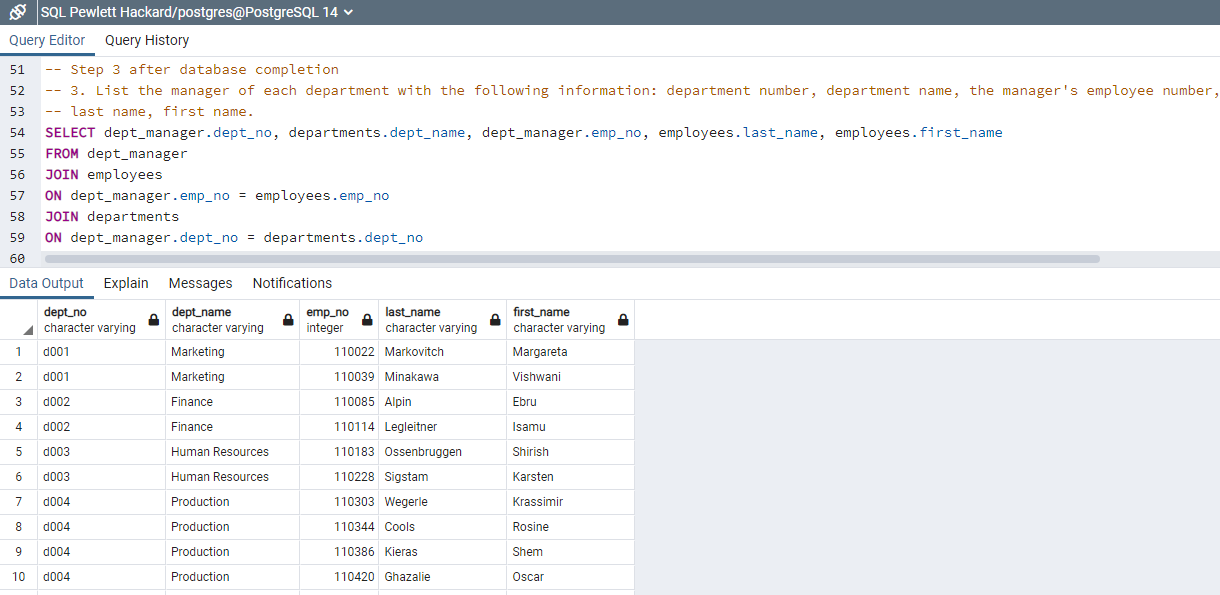 SQL Pewlett Hackard/postgres@PostgreSQL 14
Query Editor Query History
51 -- Step 3 after database completion
52 -- 3. List the manager of each department with the following information: department number, department name, the manager's employee number,
53 -- last name, first name.
54 SELECT dept_manager.dept_no, departments.dept_name, dept_manager.emp_no, employees.last_name, employees.first_name
55 FROM dept_manager
56 JOIN employees
57 ON dept_manager.emp_no = employees.emp_no
58 JOIN departments
59 ON dept_manager.dept_no = departments.dept_no
60
Data Output Explain Messages Notifications
dept_no dept_name emp_no last_name first_name
character varying character varying integer character varying character varying
1 d001 Marketing 110022 Markovitch Margareta
2 d001 Marketing 110039 Minakawa Vishwani
3 d002 Finance 110085 Alpin Ebru
4 d002 Finance 110114 Legleitner Isamu
5 d003 Human Resources 110183 Ossenbruggen Shirish
6 d003 Human Resources 110228 Sigstam Karsten
7 d004 Production 110303 Wegerle Krassimir
8 d004 Production 110344 Cools Rosine
9 d004 Production 110386 Kieras Shem
10 d004 Production 110420 Ghazalie Oscar